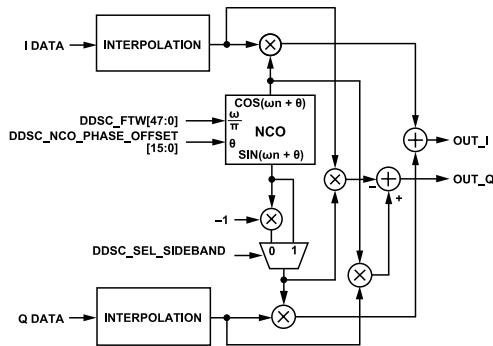 I DATA
INTERPOLATION
COS(ωn + θ)
DDSC_FTW[47:0]
ω
π
NCO
DDSC_NCO_PHASE_OFFSET
[15:0]
θ
SIN(ωn + θ)
OUT_I
OUT_Q
–
+
–1
0 1
DDSC_SEL_SIDEBAND
Q DATA
INTERPOLATION